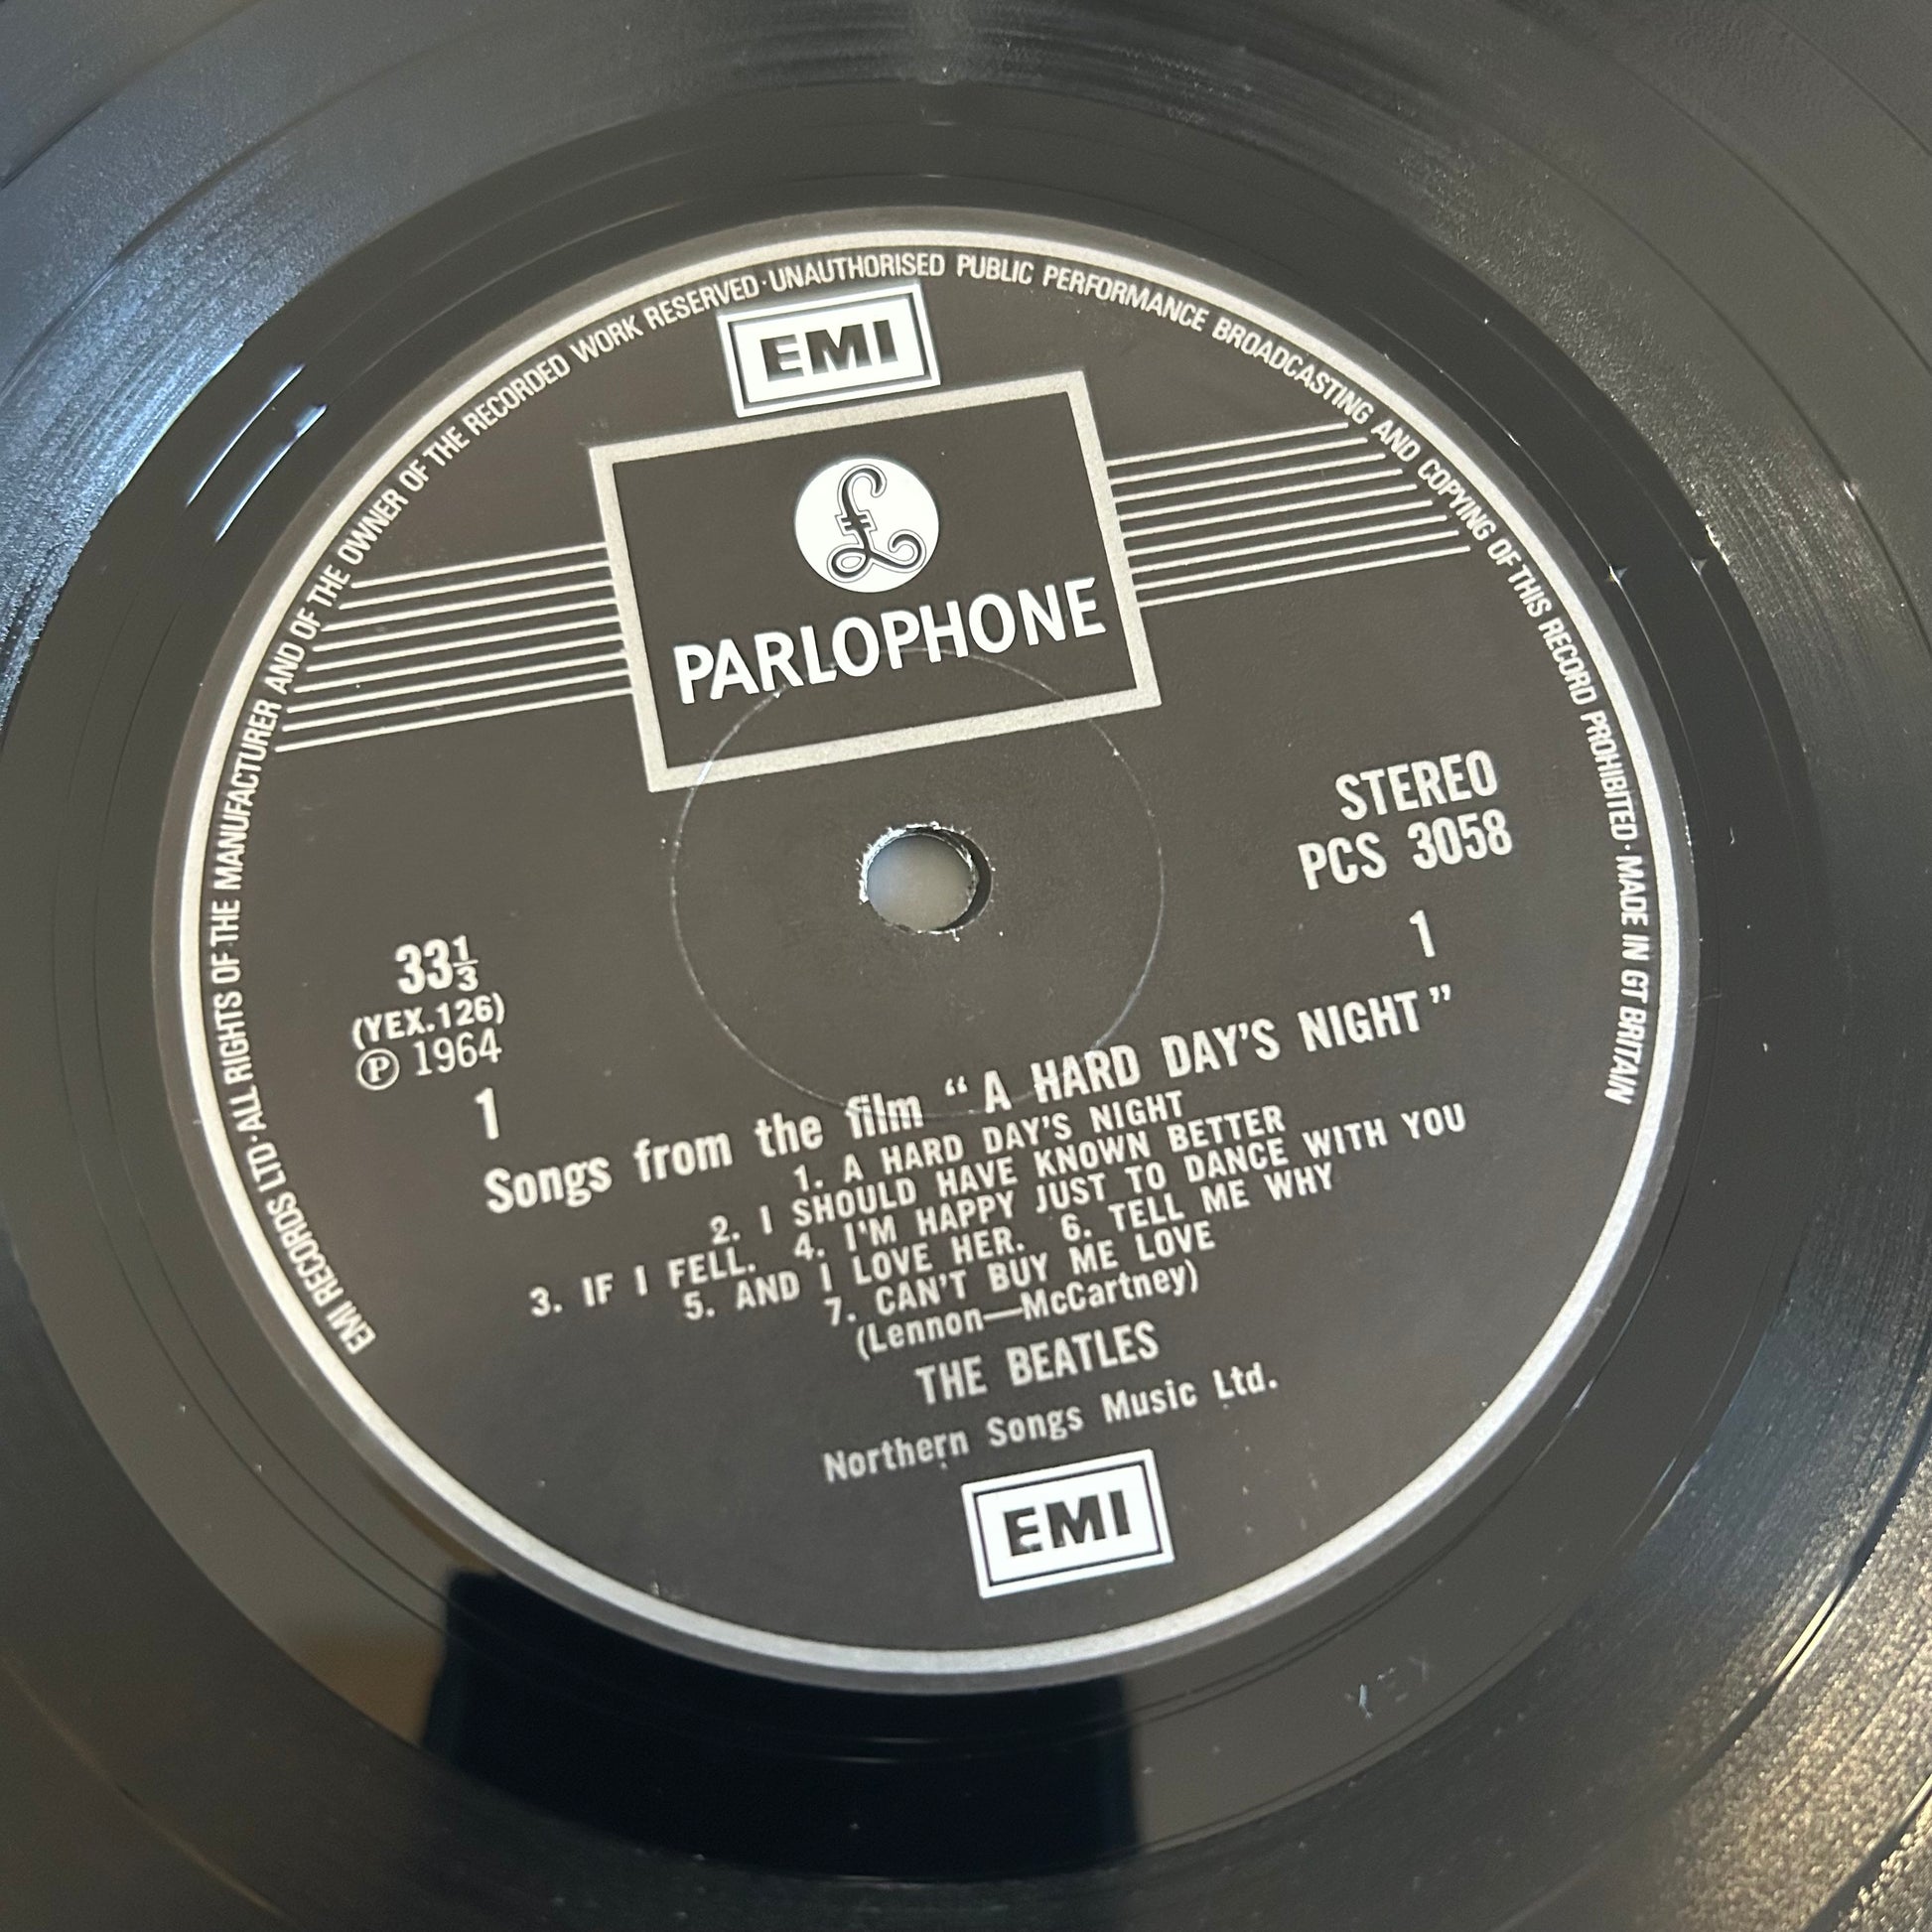 EMI RECORDS LTD·ALL RIGHTS OF THE MANUFACTURER AND OF THE OWNER OF THE RECORDED WORK RESERVED·UNAUTHORISED PUBLIC PERFORMANCE BROADCASTING AND COPYING OF THIS RECORD PROHIBITED·MADE IN GT BRITAIN
EMI
£
PARLOPHONE
STEREO
PCS 3058
1
33⅓
(YEX.126)
℗ 1964
1
Songs from the film “A HARD DAY'S NIGHT”
1. A HARD DAY'S NIGHT
2. I SHOULD HAVE KNOWN BETTER
3. IF I FELL. 4. I'M HAPPY JUST TO DANCE WITH YOU
5. AND I LOVE HER. 6. TELL ME WHY
7. CAN'T BUY ME LOVE
(Lennon—McCartney)
THE BEATLES
Northern Songs Music Ltd.
EMI
YEX